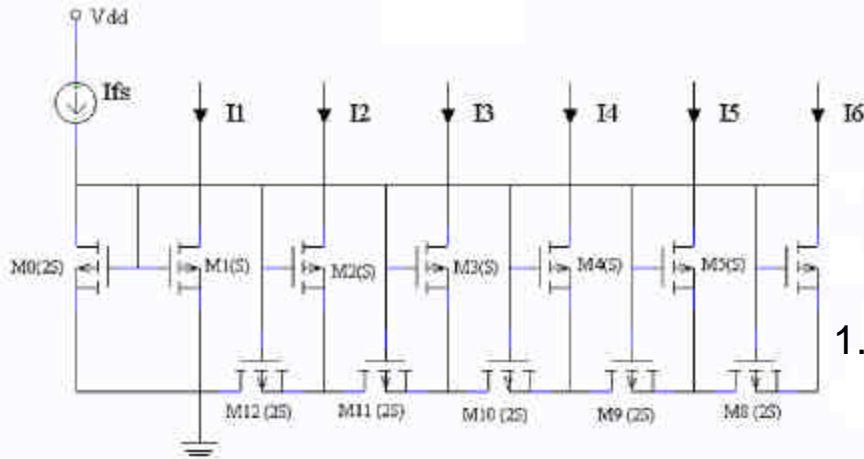 Vdd
Ifs
I1 I2 I3 I4 I5 I6
M0(2S) M1(S) M2(S) M3(S) M4(S) M5(S)
1.
M12 (2S) M11 (2S) M10 (2S) M9 (2S) M8 (2S)